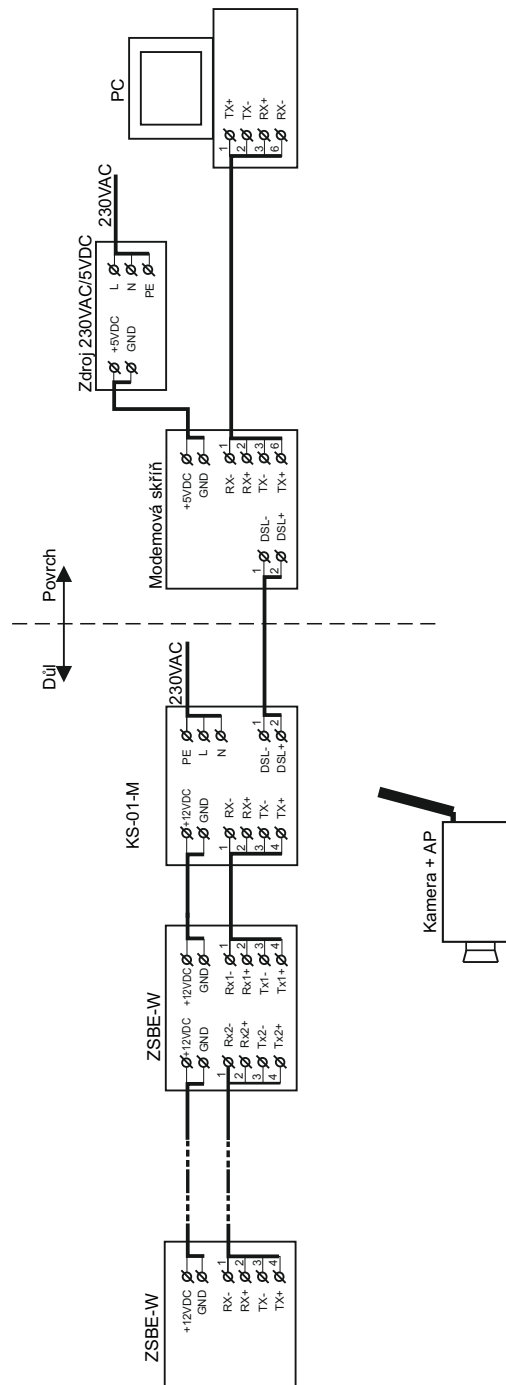 ZSBE-W
+12VDC
GND
1 RX-
2 RX+
3 TX-
4 TX+
ZSBE-W
+12VDC
GND
1 Rx2-
2 Rx2+
3 Tx2-
4 Tx2+
+12VDC
GND
Rx1- 1
Rx1+ 2
Tx1- 3
Tx1+ 4
KS-01-M
+12VDC
GND
1 RX-
2 RX+
3 TX-
4 TX+
230VAC
PE
L
N
DSL- 1
DSL+ 2
Důl
Povrch
Modemová skříň
1 DSL-
2 DSL+
+5VDC
GND
RX- 1
RX+ 2
TX- 3
TX+ 6
Zdroj 230VAC/5VDC
+5VDC
GND
L
N
PE
230VAC
PC
1 TX+
2 TX-
3 RX+
6 RX-
Kamera + AP